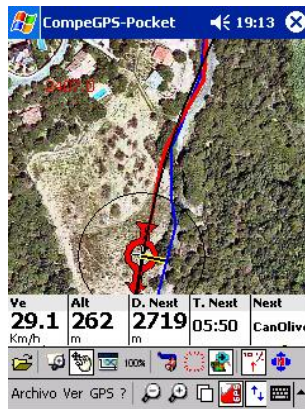 CompeGPS-Pocket 19:13
Ve Alt D. Next T. Next Next
29.1 262 2719 05:50 CanOlive
Km/h m m
100%
Archivo Ver GPS ?